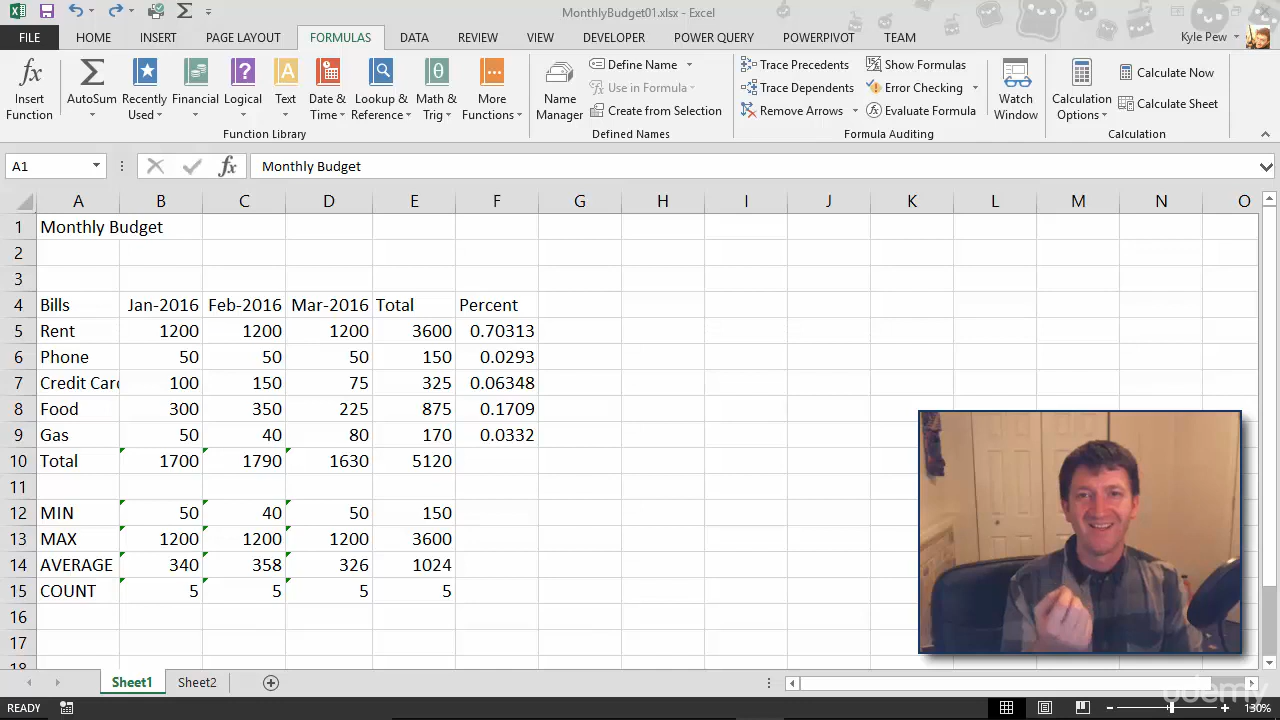 MonthlyBudget01.xlsx - Excel
FILE HOME INSERT PAGE LAYOUT FORMULAS DATA REVIEW VIEW DEVELOPER POWER QUERY POWERPIVOT TEAM Kyle Pew
Insert Function
AutoSum
Recently Used
Financial
Logical
Text
Date & Time
Lookup & Reference
Math & Trig
More Functions
Function Library
Name Manager
Define Name
Use in Formula
Create from Selection
Defined Names
Trace Precedents
Trace Dependents
Remove Arrows
Show Formulas
Error Checking
Evaluate Formula
Formula Auditing
Watch Window
Calculation Options
Calculate Now
Calculate Sheet
Calculation
A1 fx Monthly Budget
A B C D E F G H I J K L M N O
1 Monthly Budget
2
3
4 Bills Jan-2016 Feb-2016 Mar-2016 Total Percent
5 Rent 1200 1200 1200 3600 0.70313
6 Phone 50 50 50 150 0.0293
7 Credit Card 100 150 75 325 0.06348
8 Food 300 350 225 875 0.1709
9 Gas 50 40 80 170 0.0332
10 Total 1700 1790 1630 5120
11
12 MIN 50 40 50 150
13 MAX 1200 1200 1200 3600
14 AVERAGE 340 358 326 1024
15 COUNT 5 5 5 5
16
17
18
Sheet1 Sheet2
udemy
READY 130%